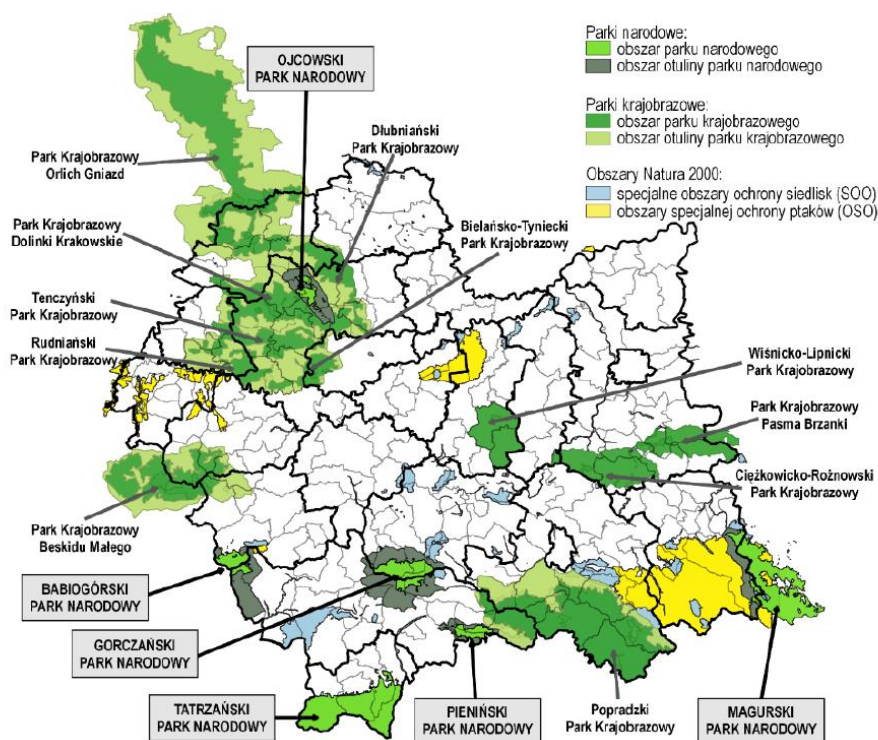 OJCOWSKI
PARK NARODOWY
Parki narodowe:
obszar parku narodowego
obszar otuliny parku narodowego
Parki krajobrazowe:
obszar parku krajobrazowego
obszar otuliny parku krajobrazowego
Obszary Natura 2000:
specjalne obszary ochrony siedlisk (SOO)
obszary specjalnej ochrony ptaków (OSO)
Dłubniański
Park Krajobrazowy
Park Krajobrazowy
Orlich Gniazd
Park Krajobrazowy
Dolinki Krakowskie
Bielańsko-Tyniecki
Park Krajobrazowy
Tenczyński
Park Krajobrazowy
Rudniański
Park Krajobrazowy
Wiśnicko-Lipnicki
Park Krajobrazowy
Park Krajobrazowy
Pasma Brzanki
Ciężkowicko-Rożnowski
Park Krajobrazowy
Park Krajobrazowy
Beskidu Małego
BABIOGÓRSKI
PARK NARODOWY
GORCZAŃSKI
PARK NARODOWY
TATRZAŃSKI
PARK NARODOWY
PIENIŃSKI
PARK NARODOWY
Popradzki
Park Krajobrazowy
MAGURSKI
PARK NARODOWY